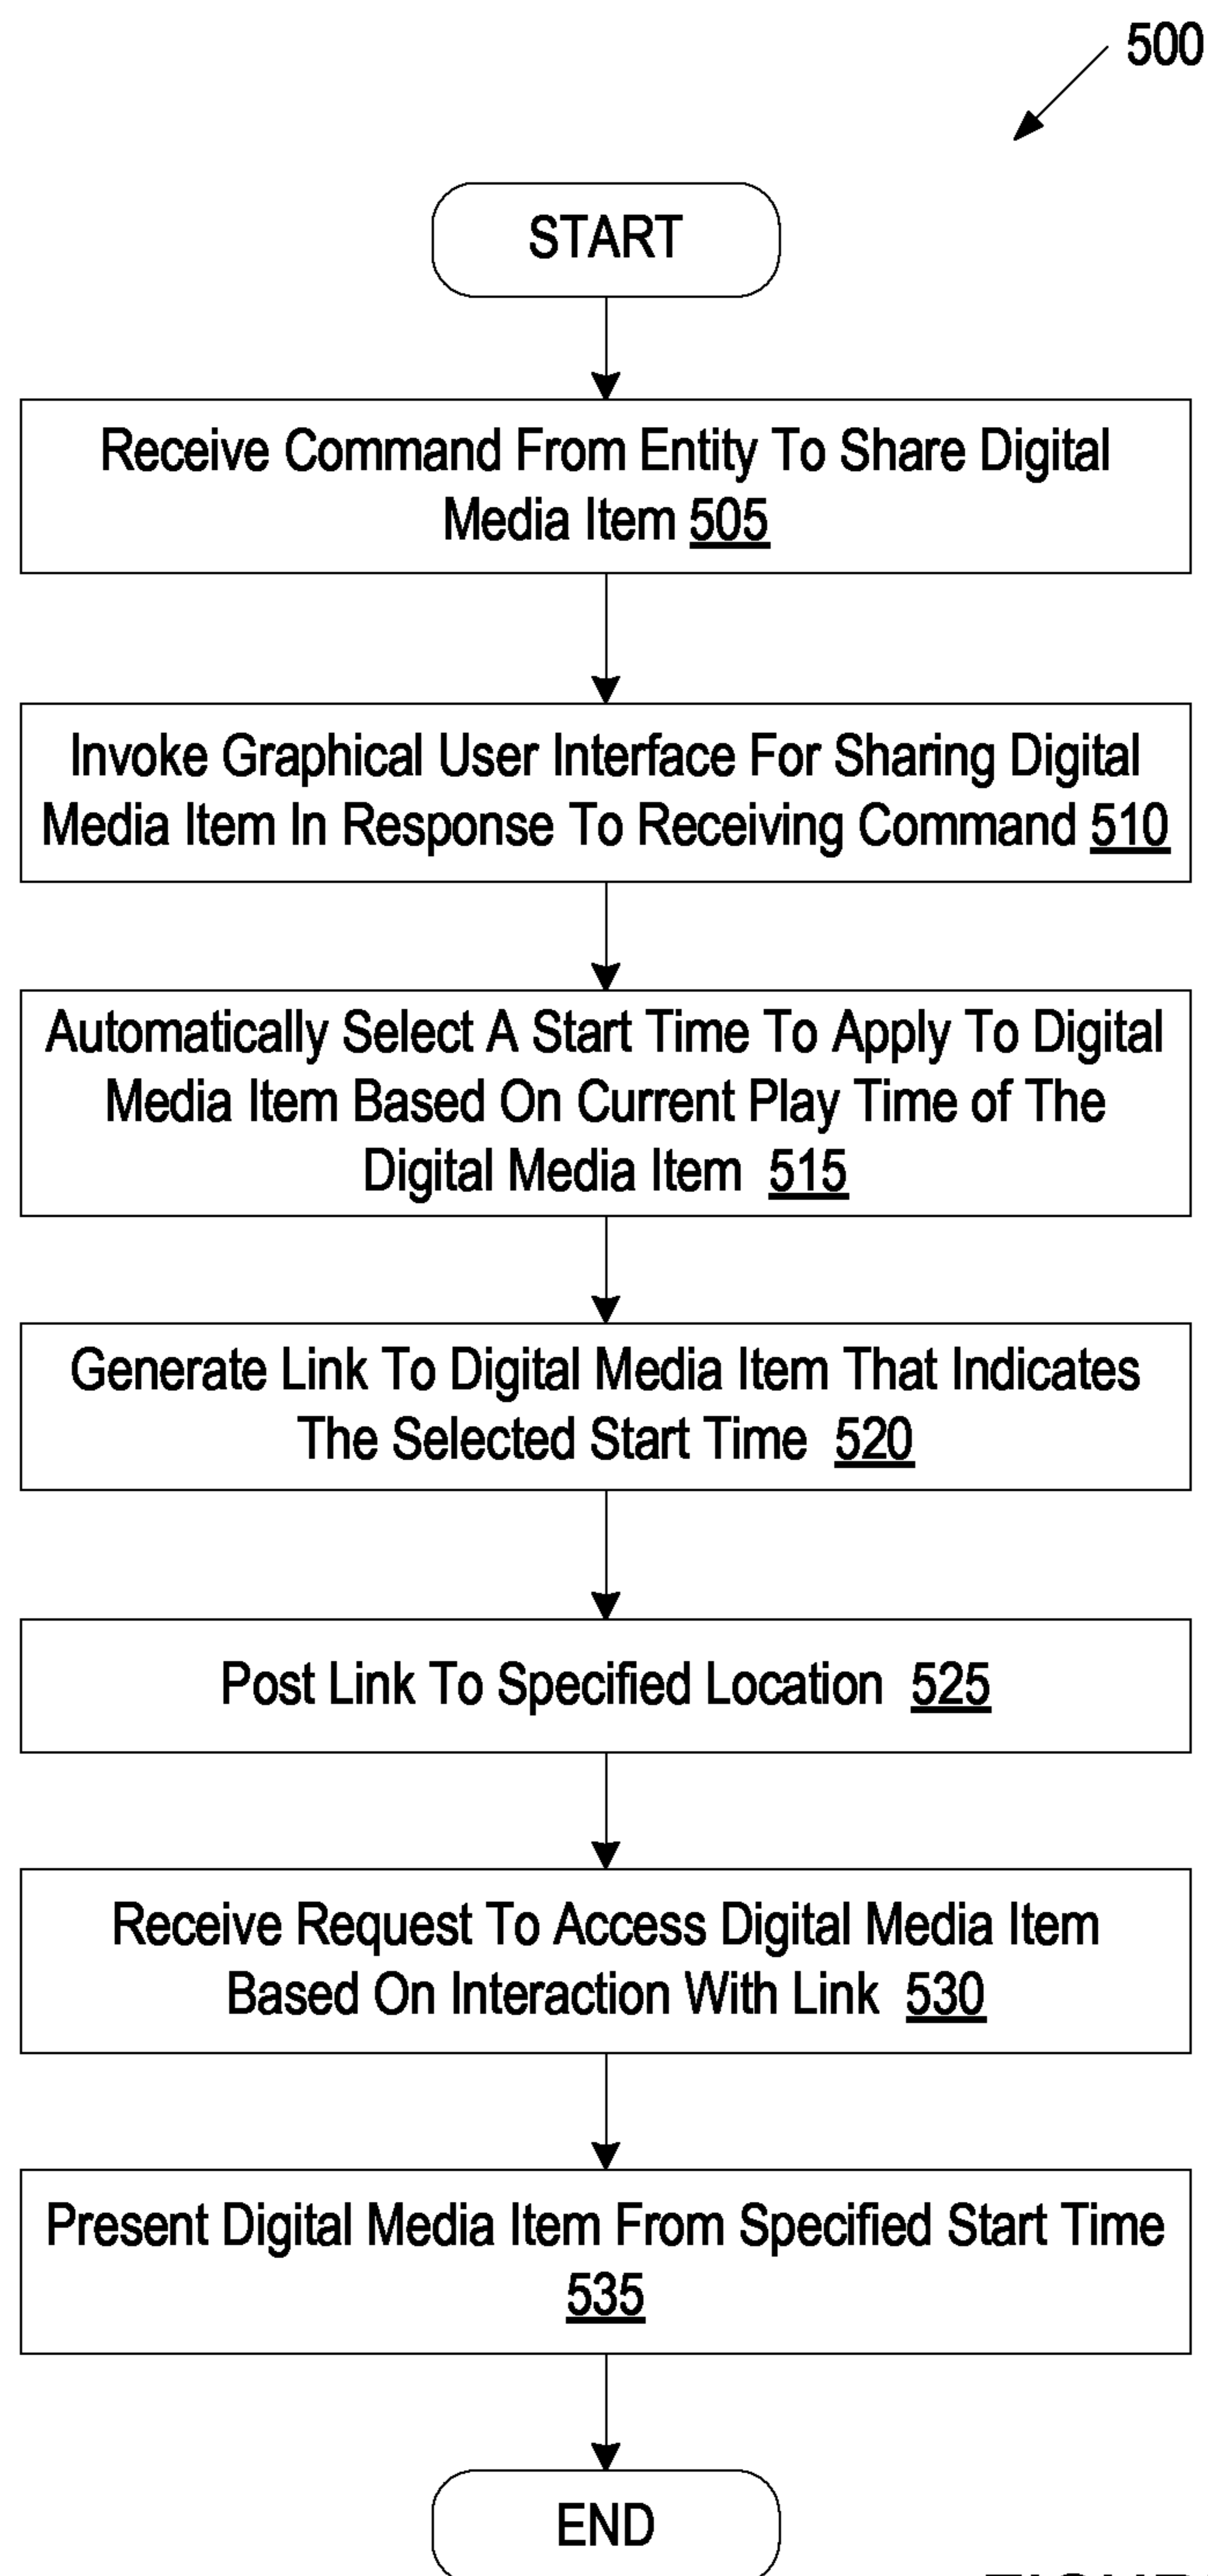 500
START
Receive Command From Entity To Share Digital
Media Item 505
Invoke Graphical User Interface For Sharing Digital
Media Item In Response To Receiving Command 510
Automatically Select A Start Time To Apply To Digital
Media Item Based On Current Play Time of The
Digital Media Item 515
Generate Link To Digital Media Item That Indicates
The Selected Start Time 520
Post Link To Specified Location 525
Receive Request To Access Digital Media Item
Based On Interaction With Link 530
Present Digital Media Item From Specified Start Time
535
END